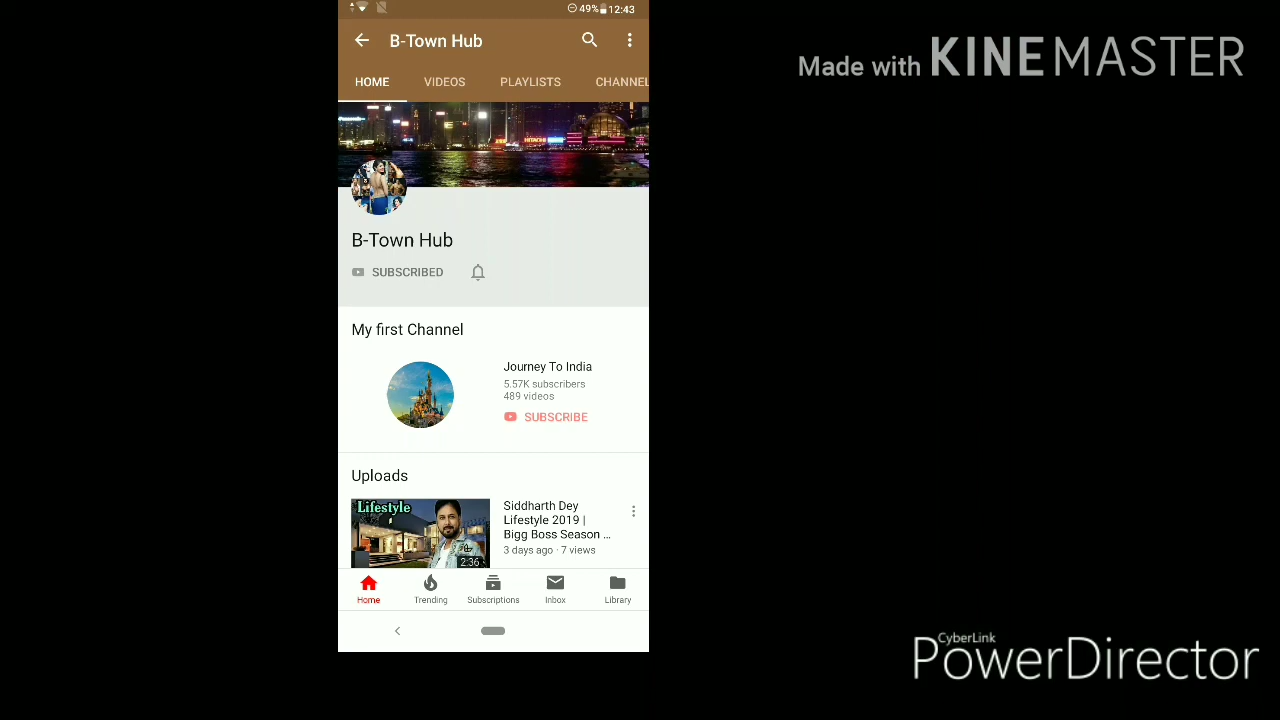 49% 12:43
B-Town Hub
HOME VIDEOS PLAYLISTS CHANNEL
HITACHI
B-Town Hub
SUBSCRIBED
My first Channel
Journey To India
5.57K subscribers
489 videos
SUBSCRIBE
Uploads
Lifestyle
2:36
Siddharth Dey
Lifestyle 2019 |
Bigg Boss Season ...
3 days ago · 7 views
Home Trending Subscriptions Inbox Library
Made with KINEMASTER
CyberLink
PowerDirector